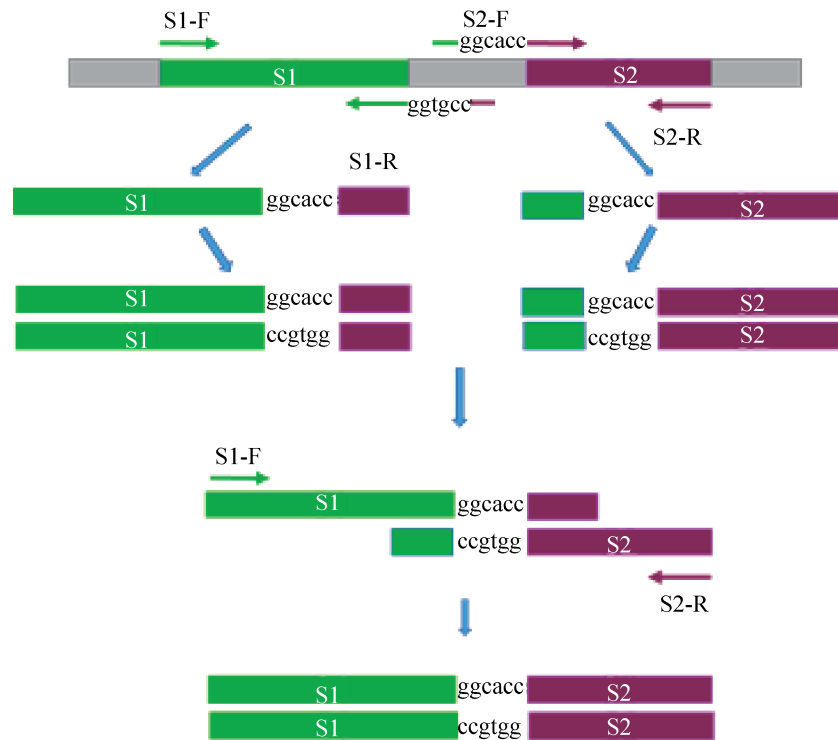 S1-F S2-F
ggcacc
S1 S2
ggtgcc
S2-R
S1-R
S1 ggcacc ggcacc S2
S1 ggcacc ggcacc S2
S1 ccgtgg ccgtgg S2
S1-F
S1 ggcacc
ccgtgg S2
S2-R
S1 ggcacc S2
S1 ccgtgg S2